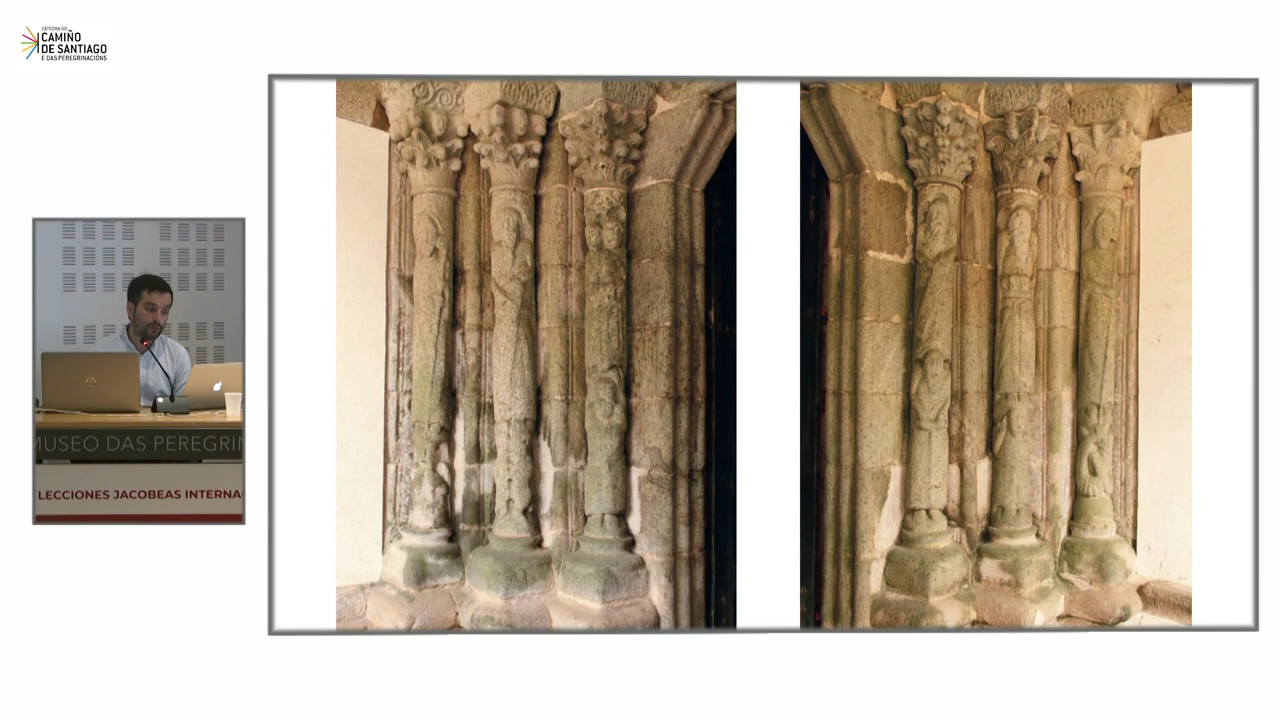 CÁTEDRA DO
CAMIÑO
DE SANTIAGO
E DAS PEREGRINACIÓNS
MUSEO DAS PEREGRIN
LECCIONES JACOBEAS INTERNA